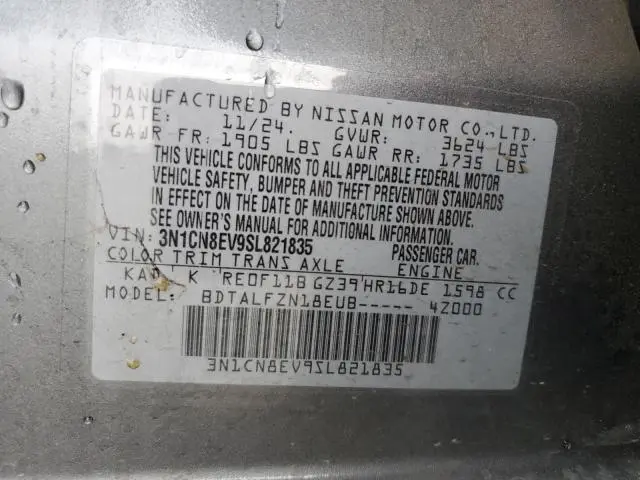 MANUFACTURED BY NISSAN MOTOR CO., LTD.
DATE: 11/24. GVWR: 3624 LBS
GAWR FR: 1905 LBS GAWR RR: 1735 LBS
THIS VEHICLE CONFORMS TO ALL APPLICABLE FEDERAL MOTOR
VEHICLE SAFETY, BUMPER AND THEFT PREVENTION STANDARDS
IN EFFECT ON THE DATE OF MANUFACTURE SHOWN ABOVE.
SEE OWNER'S MANUAL FOR ADDITIONAL INFORMATION.
VIN: 3N1CN8EV9SL821835 PASSENGER CAR.
COLOR TRIM TRANS AXLE ENGINE
KAD K RE0F11B GZ39 HR16DE 1598 CC
MODEL: BDTALFZN18EUB----- 4Z000
3N1CN8EV9SL821835